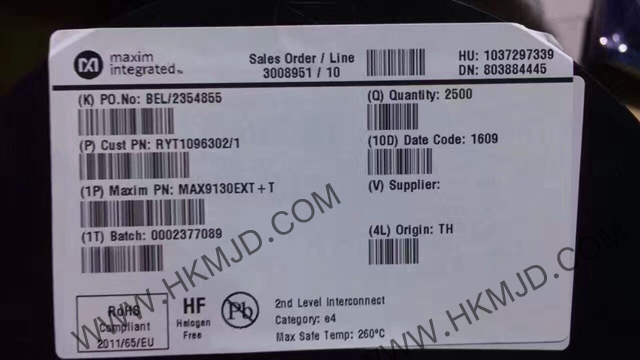 maxim
integrated™
Sales Order / Line
3008951 / 10
HU: 1037297339
DN: 803884445
(K) PO.No: BEL/2354855
(Q) Quantity: 2500
(P) Cust PN: RYT1096302/1
(10D) Date Code: 1609
(1P) Maxim PN: MAX9130EXT+T
(V) Supplier:
(1T) Batch: 0002377089
(4L) Origin: TH
RoHS
Compliant
2011/65/EU
HF
Halogen
Free
Pb
2nd Level Interconnect
Category: e4
Max Safe Temp: 260°C
WWW.HKMJD.COM
WWW.HKMJD.COM